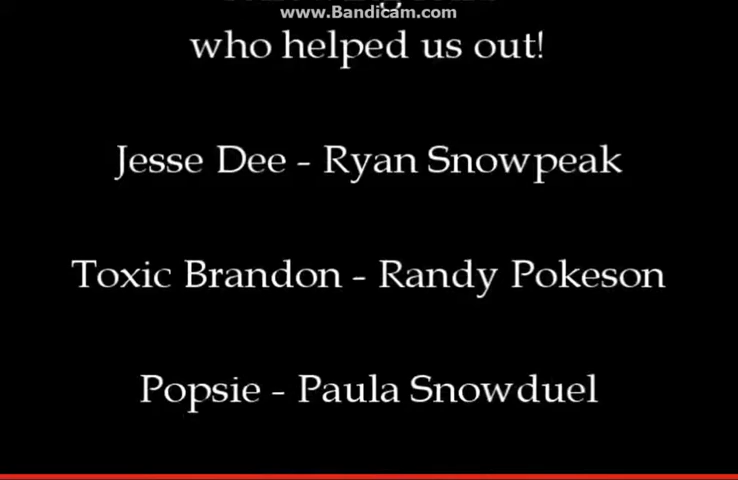 www.Bandicam.com
who helped us out!
Jesse Dee - Ryan Snowpeak
Toxic Brandon - Randy Pokeson
Popsie - Paula Snowduel